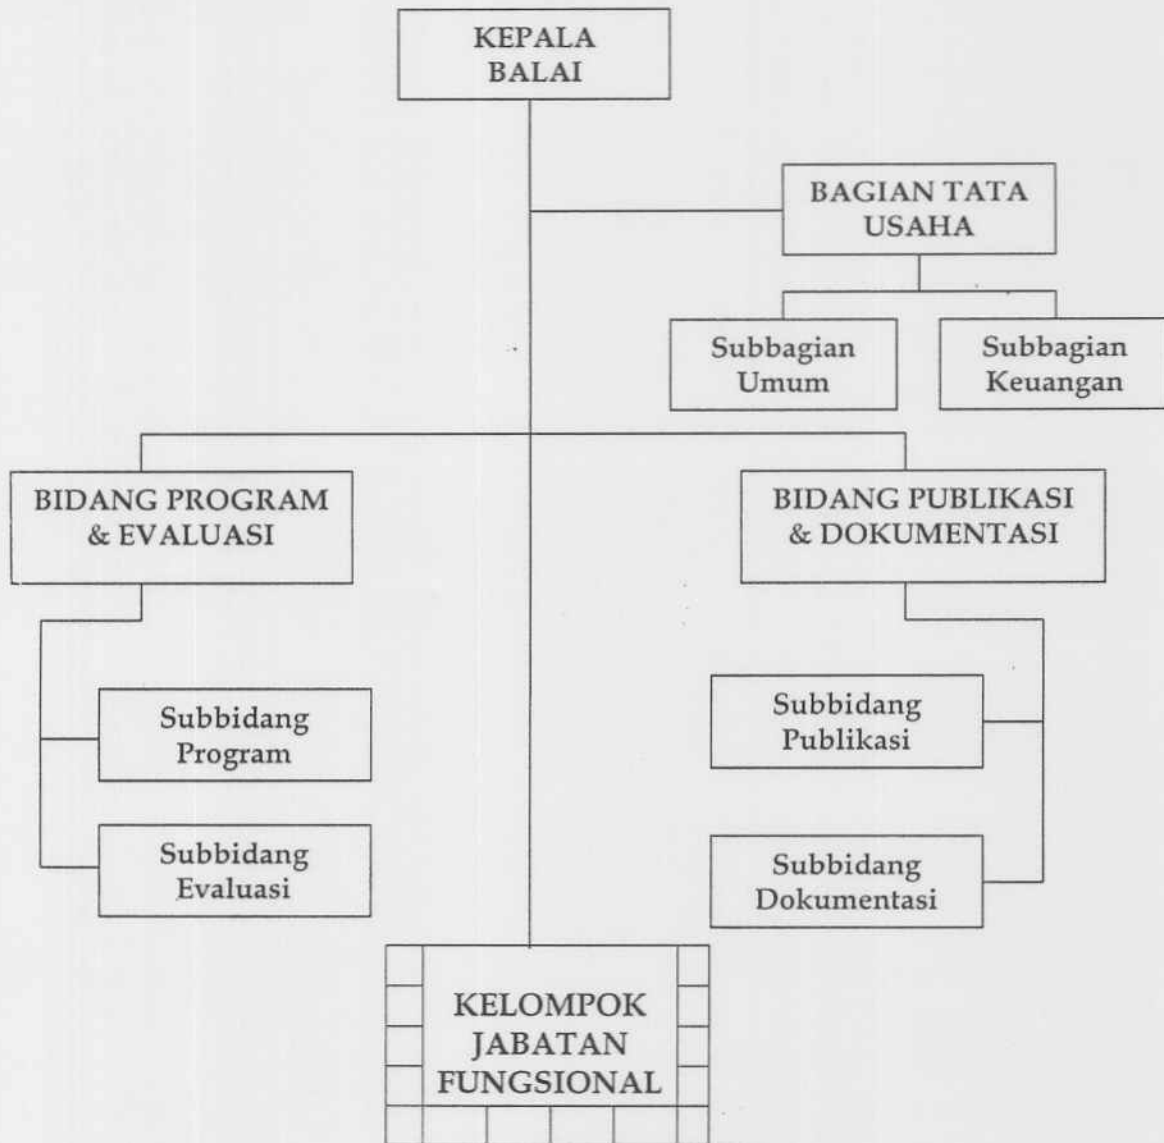 KEPALA
BALAI
BAGIAN TATA
USAHA
Subbagian
Umum
Subbagian
Keuangan
BIDANG PROGRAM
& EVALUASI
BIDANG PUBLIKASI
& DOKUMENTASI
Subbidang
Program
Subbidang
Publikasi
Subbidang
Evaluasi
Subbidang
Dokumentasi
KELOMPOK
JABATAN
FUNGSIONAL